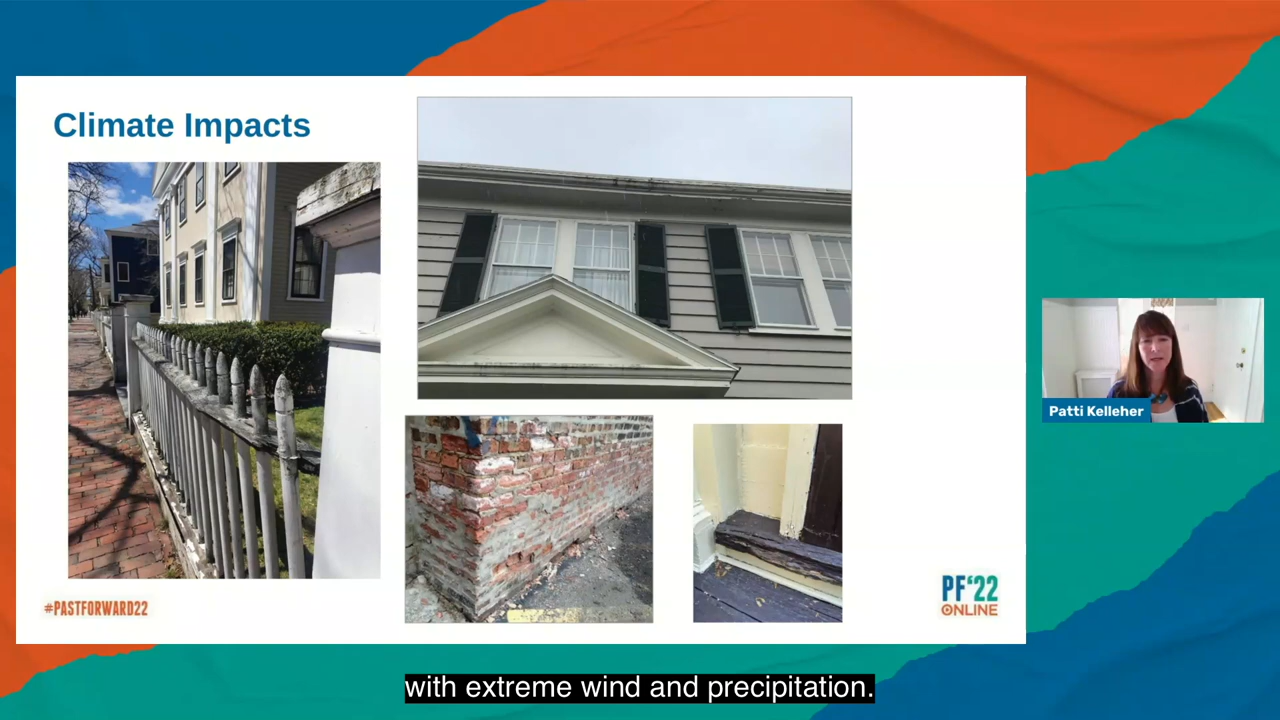 Climate Impacts
Patti Kelleher
#PASTFORWARD22
PF‘22
ONLINE
with extreme wind and precipitation.